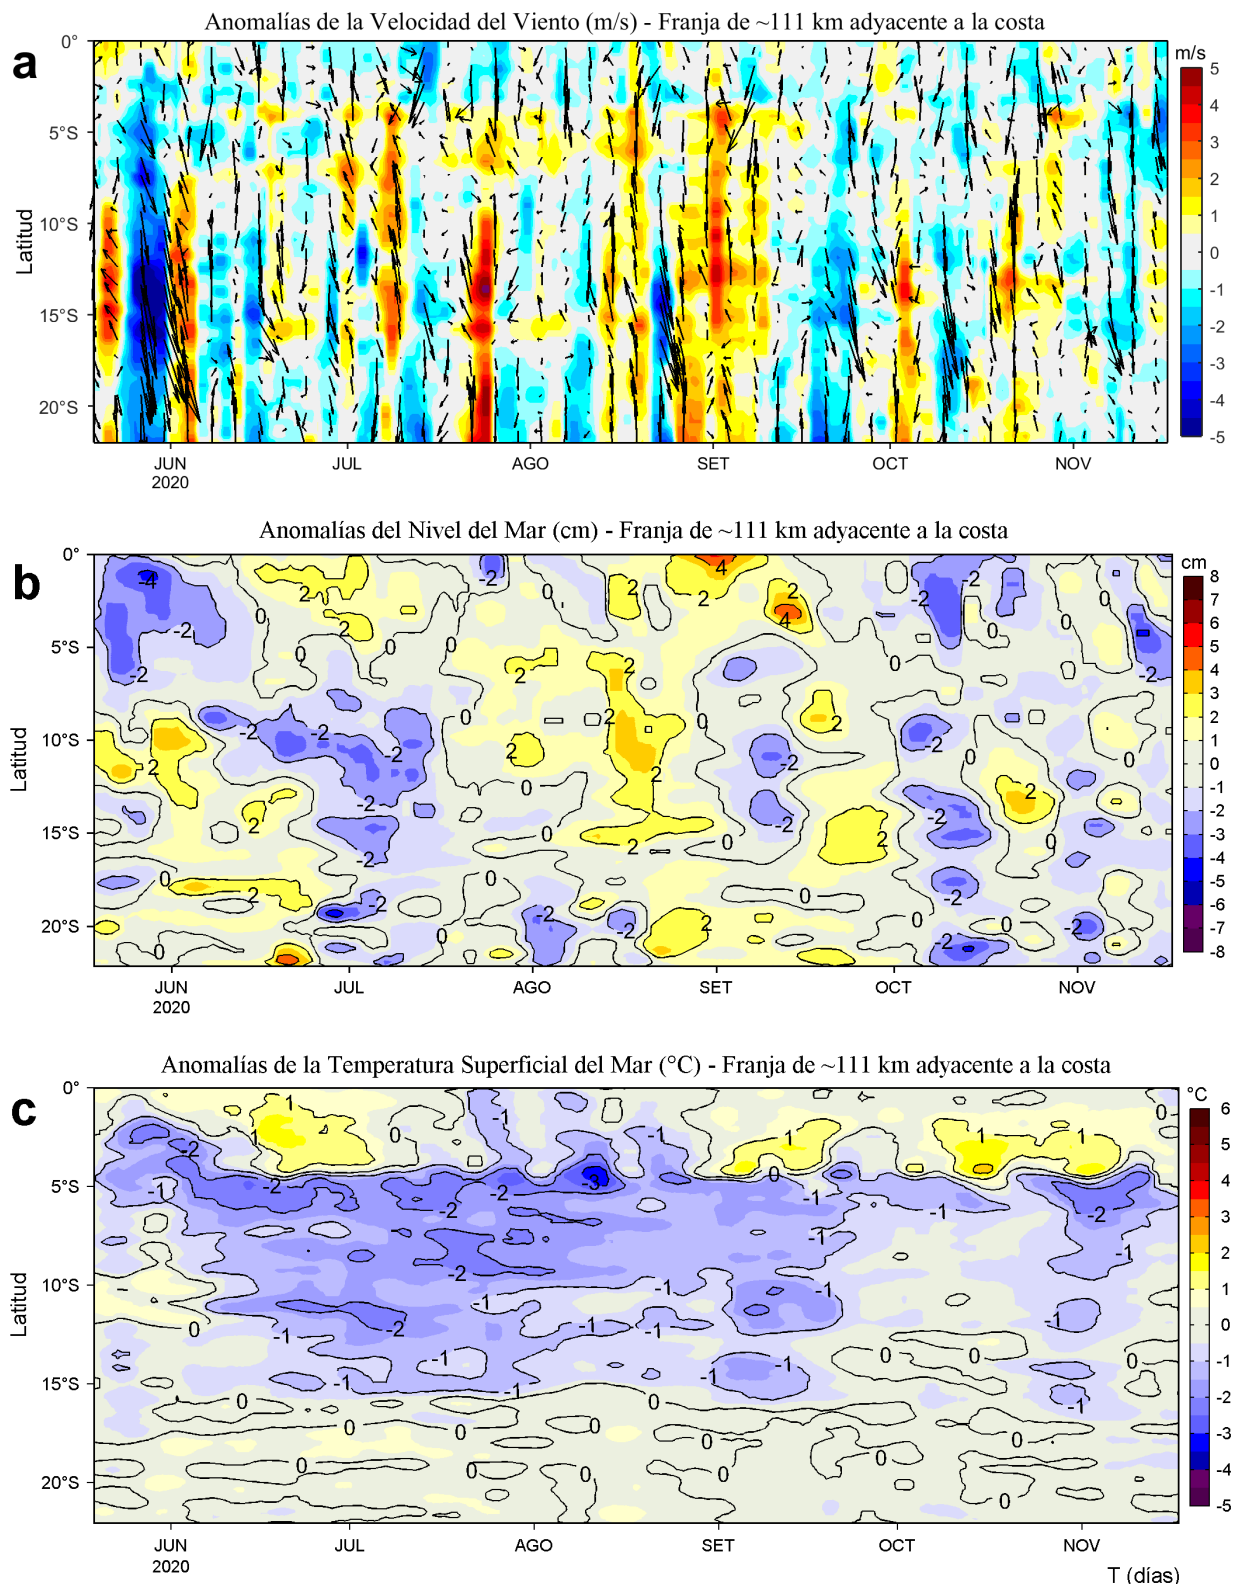 Anomalías de la Velocidad del Viento (m/s) - Franja de ~111 km adyacente a la costa
a
m/s
0°
5°S
10°S
15°S
20°S
Latitud
5
4
3
2
1
0
-1
-2
-3
-4
-5
JUN JUL AGO SET OCT NOV
2020
Anomalías del Nivel del Mar (cm) - Franja de ~111 km adyacente a la costa
b
cm
0°
5°S
10°S
15°S
20°S
Latitud
8
7
6
5
4
3
2
1
0
-1
-2
-3
-4
-5
-6
-7
-8
JUN JUL AGO SET OCT NOV
2020
Anomalías de la Temperatura Superficial del Mar (°C) - Franja de ~111 km adyacente a la costa
c
°C
0°
5°S
10°S
15°S
20°S
Latitud
6
5
4
3
2
1
0
-1
-2
-3
-4
-5
JUN JUL AGO SET OCT NOV
2020
T (días)